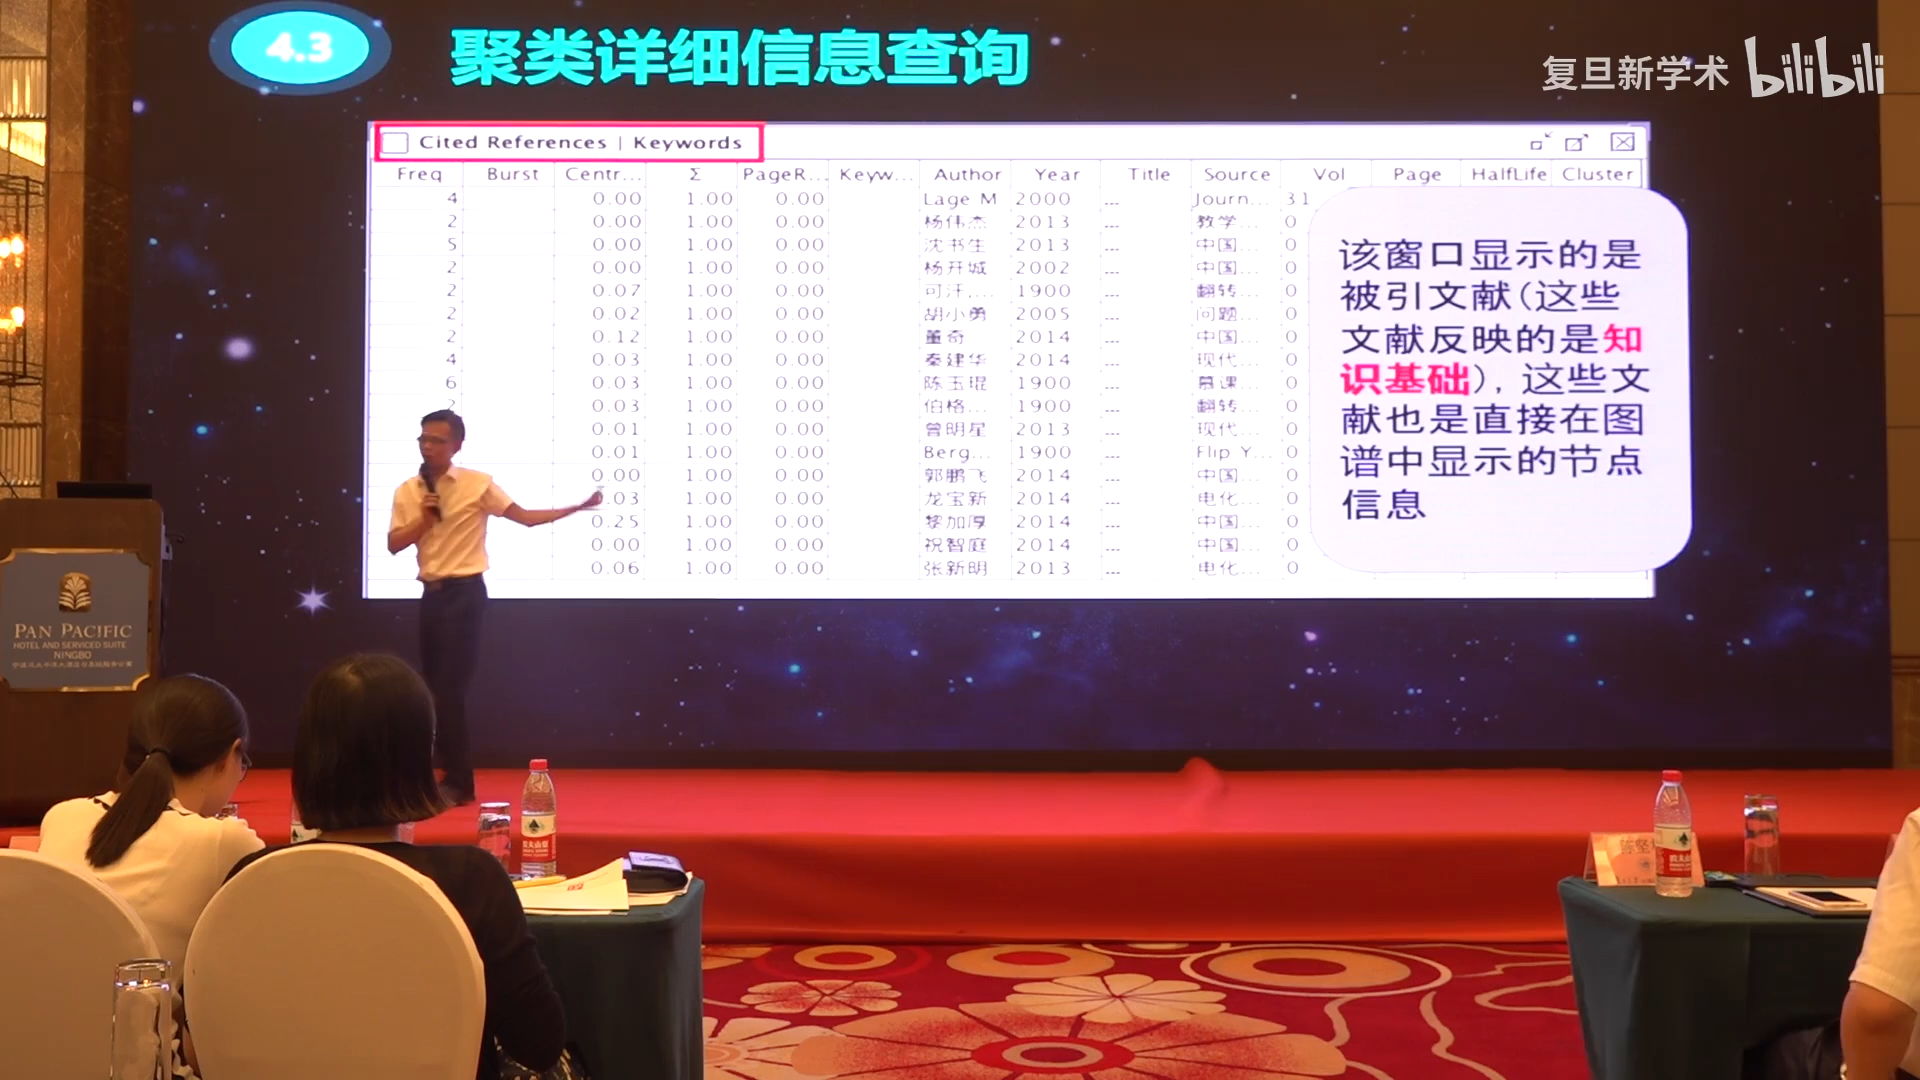 4.3
聚类详细信息查询
复旦新学术 bilibili
Cited References | Keywords
Freq Burst Centr... Σ PageR... Keyw... Author Year Title Source Vol Page HalfLife Cluster
4 0.00 1.00 0.00 Lage M 2000 ... Journ... 31
2 0.00 1.00 0.00 杨伟杰 2013 ... 教学... 0
5 0.00 1.00 0.00 沈书生 2013 ... 中国... 0
2 0.00 1.00 0.00 杨开城 2002 ... 中国... 0
2 0.07 1.00 0.00 可汗,... 1900 ... 翻转... 0
2 0.02 1.00 0.00 胡小勇 2005 ... 问题... 0
2 0.12 1.00 0.00 董奇 2014 ... 中国... 0
4 0.03 1.00 0.00 秦建华 2014 ... 现代... 0
6 0.03 1.00 0.00 陈玉琨 1900 ... 慕课... 0
2 0.03 1.00 0.00 伯格... 1900 ... 翻转... 0
0.01 1.00 0.00 曾明星 2013 ... 现代... 0
0.01 1.00 0.00 Berg... 1900 ... Flip Y... 0
0.00 1.00 0.00 郭鹏飞 2014 ... 中国... 0
0.03 1.00 0.00 龙宝新 2014 ... 电化... 0
0.25 1.00 0.00 黎加厚 2014 ... 中国... 0
0.00 1.00 0.00 祝智庭 2014 ... 中国... 0
0.06 1.00 0.00 张新明 2013 ... 电化... 0
该窗口显示的是
被引文献(这些
文献反映的是知
识基础),这些文
献也是直接在图
谱中显示的节点
信息
PAN PACIFIC
HOTEL AND SERVICED SUITE
NINGBO
农夫山泉
陈坚